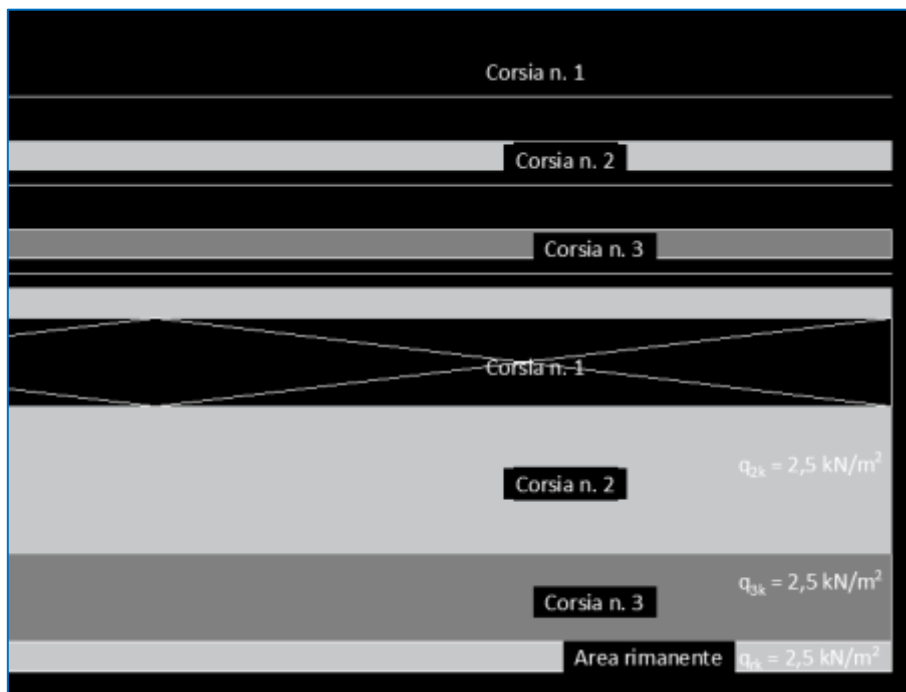 Corsia n. 1
Corsia n. 2
Corsia n. 3
Corsia n. 1
q2k = 2,5 kN/m²
Corsia n. 2
q3k = 2,5 kN/m²
Corsia n. 3
Area rimanente qrk = 2,5 kN/m²